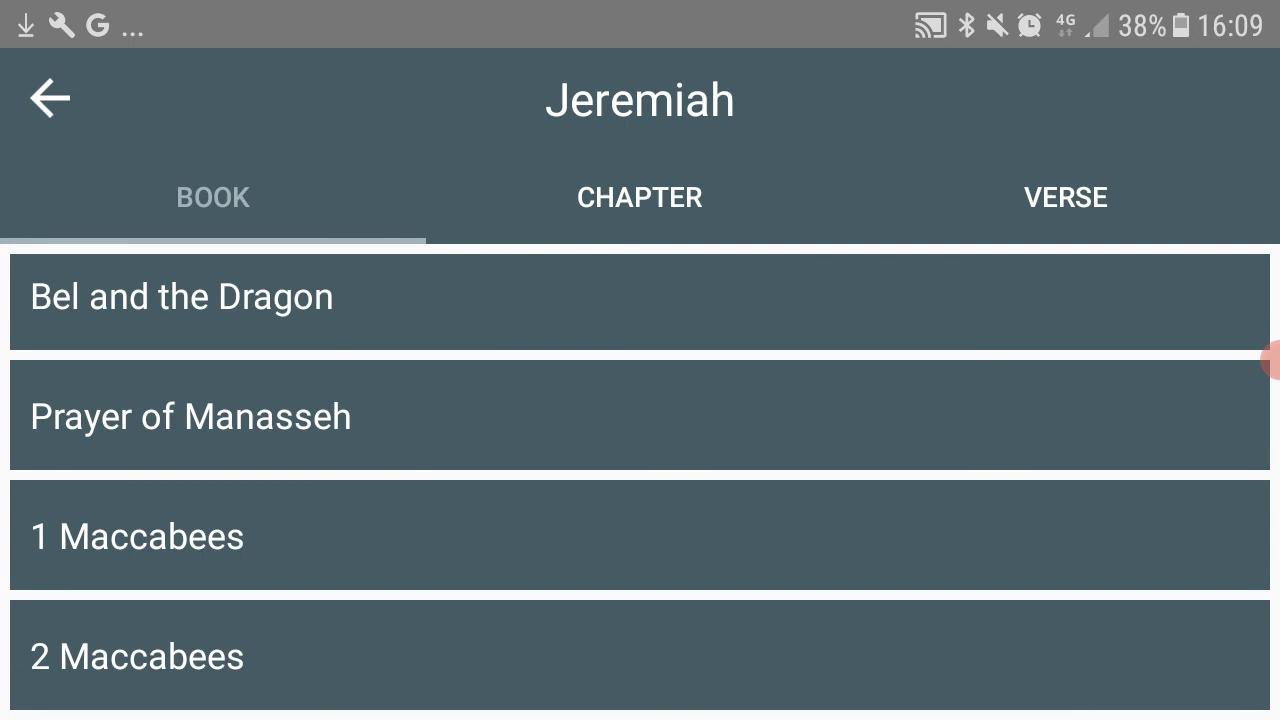 G ...
4G 38% 16:09
Jeremiah
BOOK CHAPTER VERSE
Bel and the Dragon
Prayer of Manasseh
1 Maccabees
2 Maccabees